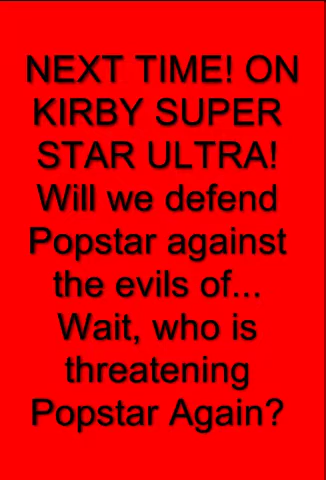 NEXT TIME! ON
KIRBY SUPER
STAR ULTRA!
Will we defend
Popstar against
the evils of...
Wait, who is
threatening
Popstar Again?